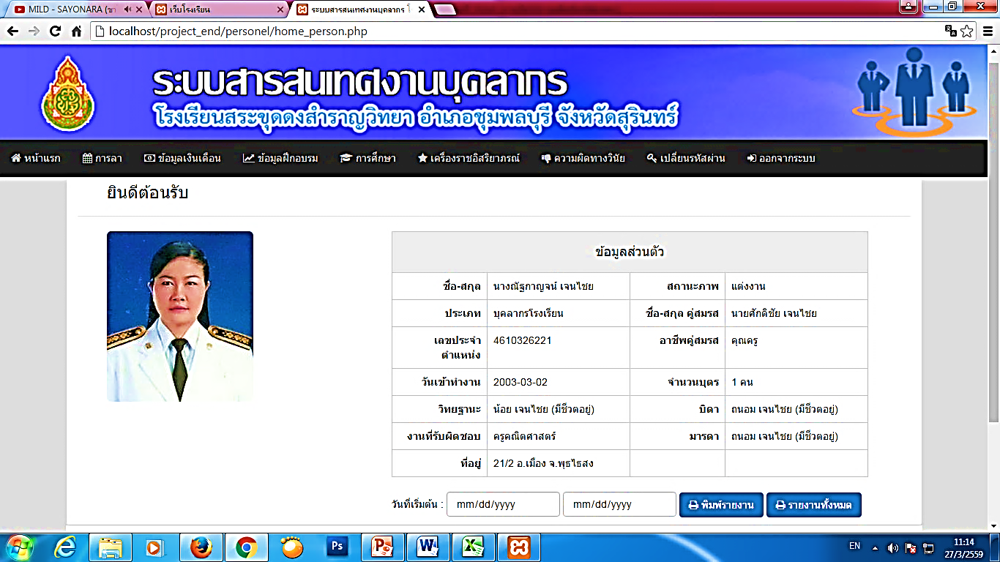 MILD - SAYONARA (ซา
เว็บโรงเรียน
ระบบสารสนเทศงานบุคลากร โ
localhost/project_end/personel/home_person.php
ระบบสารสนเทศงานบุคลากร
โรงเรียนสระขุดดงสำราญวิทยา อำเภอชุมพลบุรี จังหวัดสุรินทร์
หน้าแรก การลา ข้อมูลเงินเดือน ข้อมูลฝึกอบรม การศึกษา เครื่องราชอิสริยาภรณ์ ความผิดทางวินัย เปลี่ยนรหัสผ่าน ออกจากระบบ
ยินดีต้อนรับ
ข้อมูลส่วนตัว
ชื่อ-สกุล นางณัฐกาญจน์ เจนไชย สถานะภาพ แต่งงาน
ประเภท บุคลากรโรงเรียน ชื่อ-สกุล คู่สมรส นายศักดิชัย เจนไชย
เลขประจำ 4610326221 อาชีพคู่สมรส คุณครู
ตำแหน่ง
วันเข้าทำงาน 2003-03-02 จำนวนบุตร 1 คน
วิทยฐานะ น้อย เจนไชย (มีชีวตอยู่) บิดา ถนอม เจนไชย (มีชีวตอยู่)
งานที่รับผิดชอบ ครูคณิตศาสตร์ มารดา ถนอม เจนไชย (มีชีวตอยู่)
ที่อยู่ 21/2 อ.เมือง จ.พุธไธสง
วันที่เริ่มต้น : mm/dd/yyyy mm/dd/yyyy พิมพ์รายงาน รายงานทั้งหมด
Ps
EN
11:14
27/3/2559